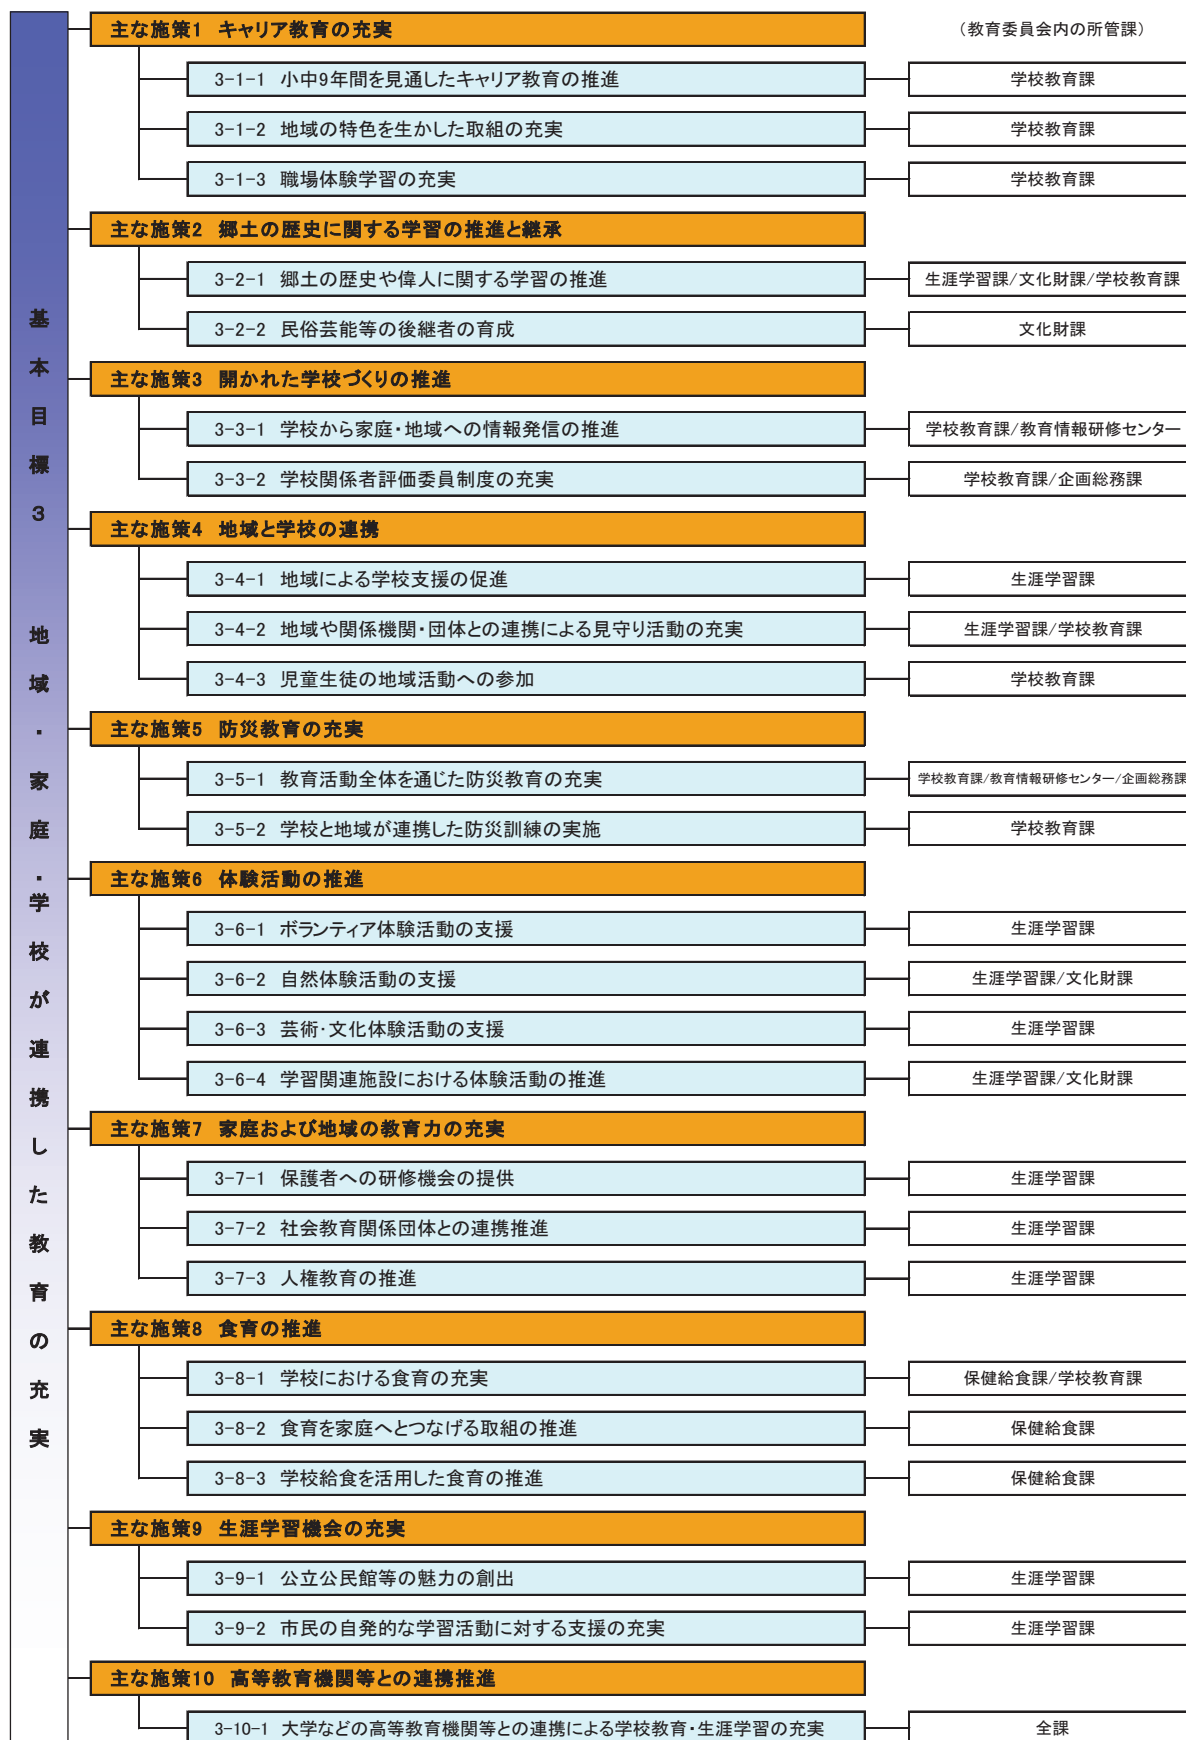 基本目標3　地域・家庭・学校が連携した教育の充実
(教育委員会内の所管課)
主な施策1 キャリア教育の充実
3-1-1 小中9年間を見通したキャリア教育の推進
学校教育課
3-1-2 地域の特色を生かした取組の充実
学校教育課
3-1-3 職場体験学習の充実
学校教育課
主な施策2 郷土の歴史に関する学習の推進と継承
3-2-1 郷土の歴史や偉人に関する学習の推進
生涯学習課/文化財課/学校教育課
3-2-2 民俗芸能等の後継者の育成
文化財課
主な施策3 開かれた学校づくりの推進
3-3-1 学校から家庭・地域への情報発信の推進
学校教育課/教育情報研修センター
3-3-2 学校関係者評価委員制度の充実
学校教育課/企画総務課
主な施策4 地域と学校の連携
3-4-1 地域による学校支援の促進
生涯学習課
3-4-2 地域や関係機関・団体との連携による見守り活動の充実
生涯学習課/学校教育課
3-4-3 児童生徒の地域活動への参加
学校教育課
主な施策5 防災教育の充実
3-5-1 教育活動全体を通じた防災教育の充実
学校教育課/教育情報研修センター/企画総務課
3-5-2 学校と地域が連携した防災訓練の実施
学校教育課
主な施策6 体験活動の推進
3-6-1 ボランティア体験活動の支援
生涯学習課
3-6-2 自然体験活動の支援
生涯学習課/文化財課
3-6-3 芸術・文化体験活動の支援
生涯学習課
3-6-4 学習関連施設における体験活動の推進
生涯学習課/文化財課
主な施策7 家庭および地域の教育力の充実
3-7-1 保護者への研修機会の提供
生涯学習課
3-7-2 社会教育関係団体との連携推進
生涯学習課
3-7-3 人権教育の推進
生涯学習課
主な施策8 食育の推進
3-8-1 学校における食育の充実
保健給食課/学校教育課
3-8-2 食育を家庭へとつなげる取組の推進
保健給食課
3-8-3 学校給食を活用した食育の推進
保健給食課
主な施策9 生涯学習機会の充実
3-9-1 公立公民館等の魅力の創出
生涯学習課
3-9-2 市民の自発的な学習活動に対する支援の充実
生涯学習課
主な施策10 高等教育機関等との連携推進
3-10-1 大学などの高等教育機関等との連携による学校教育・生涯学習の充実
全課